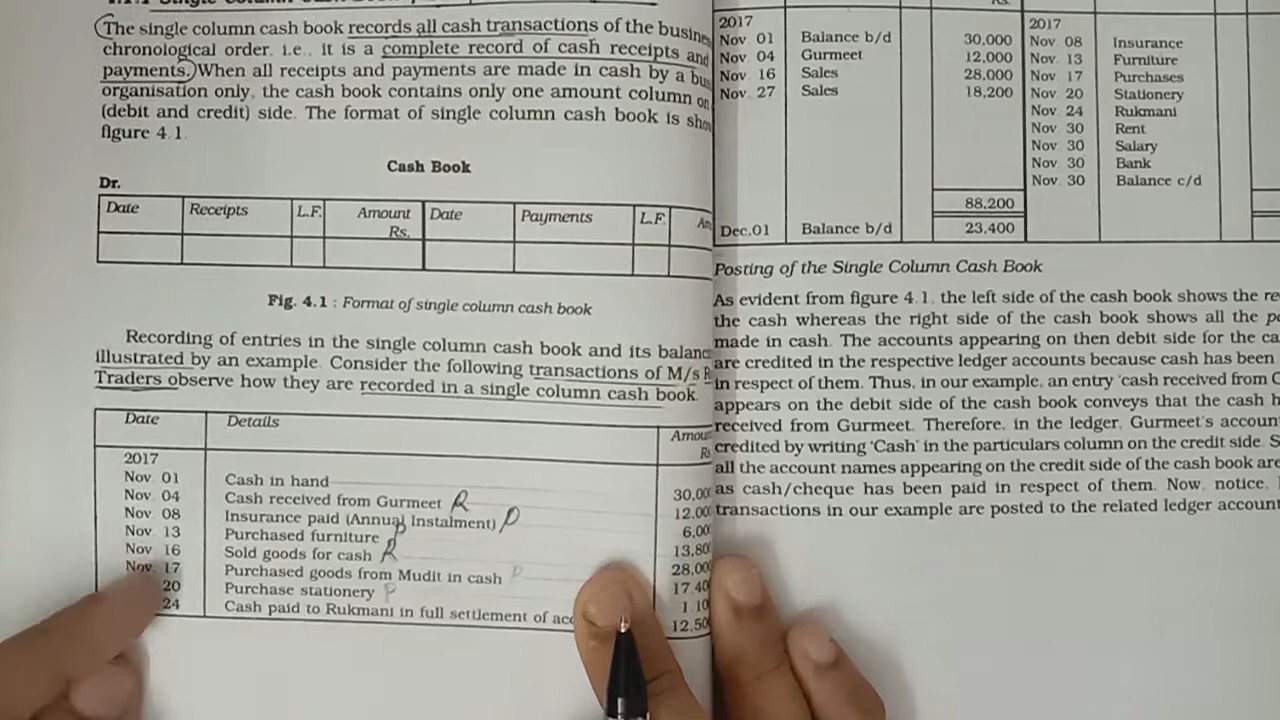 The single column cash book records all cash transactions of the
chronological order, i.e., it is a complete record of cash receipts and
payments. When all receipts and payments are made in cash by a
organisation only, the cash book contains only one amount column on
(debit and credit) side. The format of single column cash book is
figure 4.1.
Cash Book
Dr.
Date Receipts L.F. Amount Rs. Date Payments L.F.
Fig. 4.1 : Format of single column cash book
Recording of entries in the single column cash book and its
illustrated by an example. Consider the following transactions of M/s
Traders observe how they are recorded in a single column cash book.
Date Details
2017
Nov. 01 Cash in hand 30,000
Nov. 04 Cash received from Gurmeet R 12,000
Nov. 08 Insurance paid (Annual Instalment) P 6,000
Nov. 13 Purchased furniture P 13,800
Nov. 16 Sold goods for cash R 28,000
Nov. 17 Purchased goods from Mudit in cash P 17,40
20 Purchase stationery P 1,10
24 Cash paid to Rukmani in full settlement of 12,50
Rs.
2017 2017
Nov. 01 Balance b/d 30,000 Nov. 08 Insurance
Nov. 04 Gurmeet 12,000 Nov. 13 Furniture
Nov. 16 Sales 28,000 Nov. 17 Purchases
Nov. 27 Sales 18,200 Nov. 20 Stationery
Nov. 24 Rukmani
Nov. 30 Rent
Nov. 30 Salary
Nov. 30 Bank
Nov. 30 Balance c/d
88,200
Dec.01 Balance b/d 23,400
Posting of the Single Column Cash Book
As evident from figure 4.1, the left side of the cash book shows the
the cash whereas the right side of the cash book shows all the
made in cash. The accounts appearing on then debit side for the
are credited in the respective ledger accounts because cash has been
in respect of them. Thus, in our example, an entry 'cash received from
appears on the debit side of the cash book conveys that the cash
received from Gurmeet. Therefore, in the ledger, Gurmeet's
credited by writing 'Cash' in the particulars column on the credit side.
all the account names appearing on the credit side of the cash book are
as cash/cheque has been paid in respect of them. Now, notice,
transactions in our example are posted to the related ledger